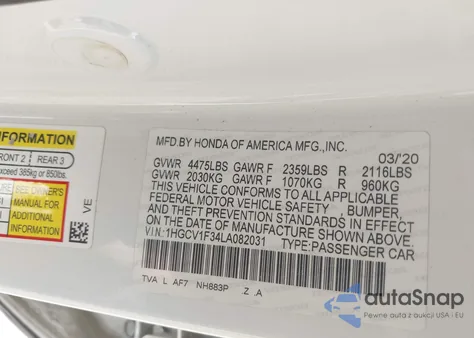 INFORMATION
FRONT 2 REAR 3
exceed 385kg or 850lbs.
SEE OWNER'S
MANUAL FOR
ADDITIONAL
INFORMATION
VE
MFD.BY HONDA OF AMERICA MFG.,INC.
03/20
GVWR 4475LBS GAWR F 2359LBS R 2116LBS
GVWR 2030KG GAWR F 1070KG R 960KG
THIS VEHICLE CONFORMS TO ALL APPLICABLE
FEDERAL MOTOR VEHICLE SAFETY , BUMPER,
AND THEFT PREVENTION STANDARDS IN EFFECT
ON THE DATE OF MANUFACTURE SHOWN ABOVE.
V I N :1HGCV1F34LA082031 TYPE:PASSENGER CAR
TVA L AF7 NH883P Z A
autoSnap
Pewne auta z aukcji USA i EU